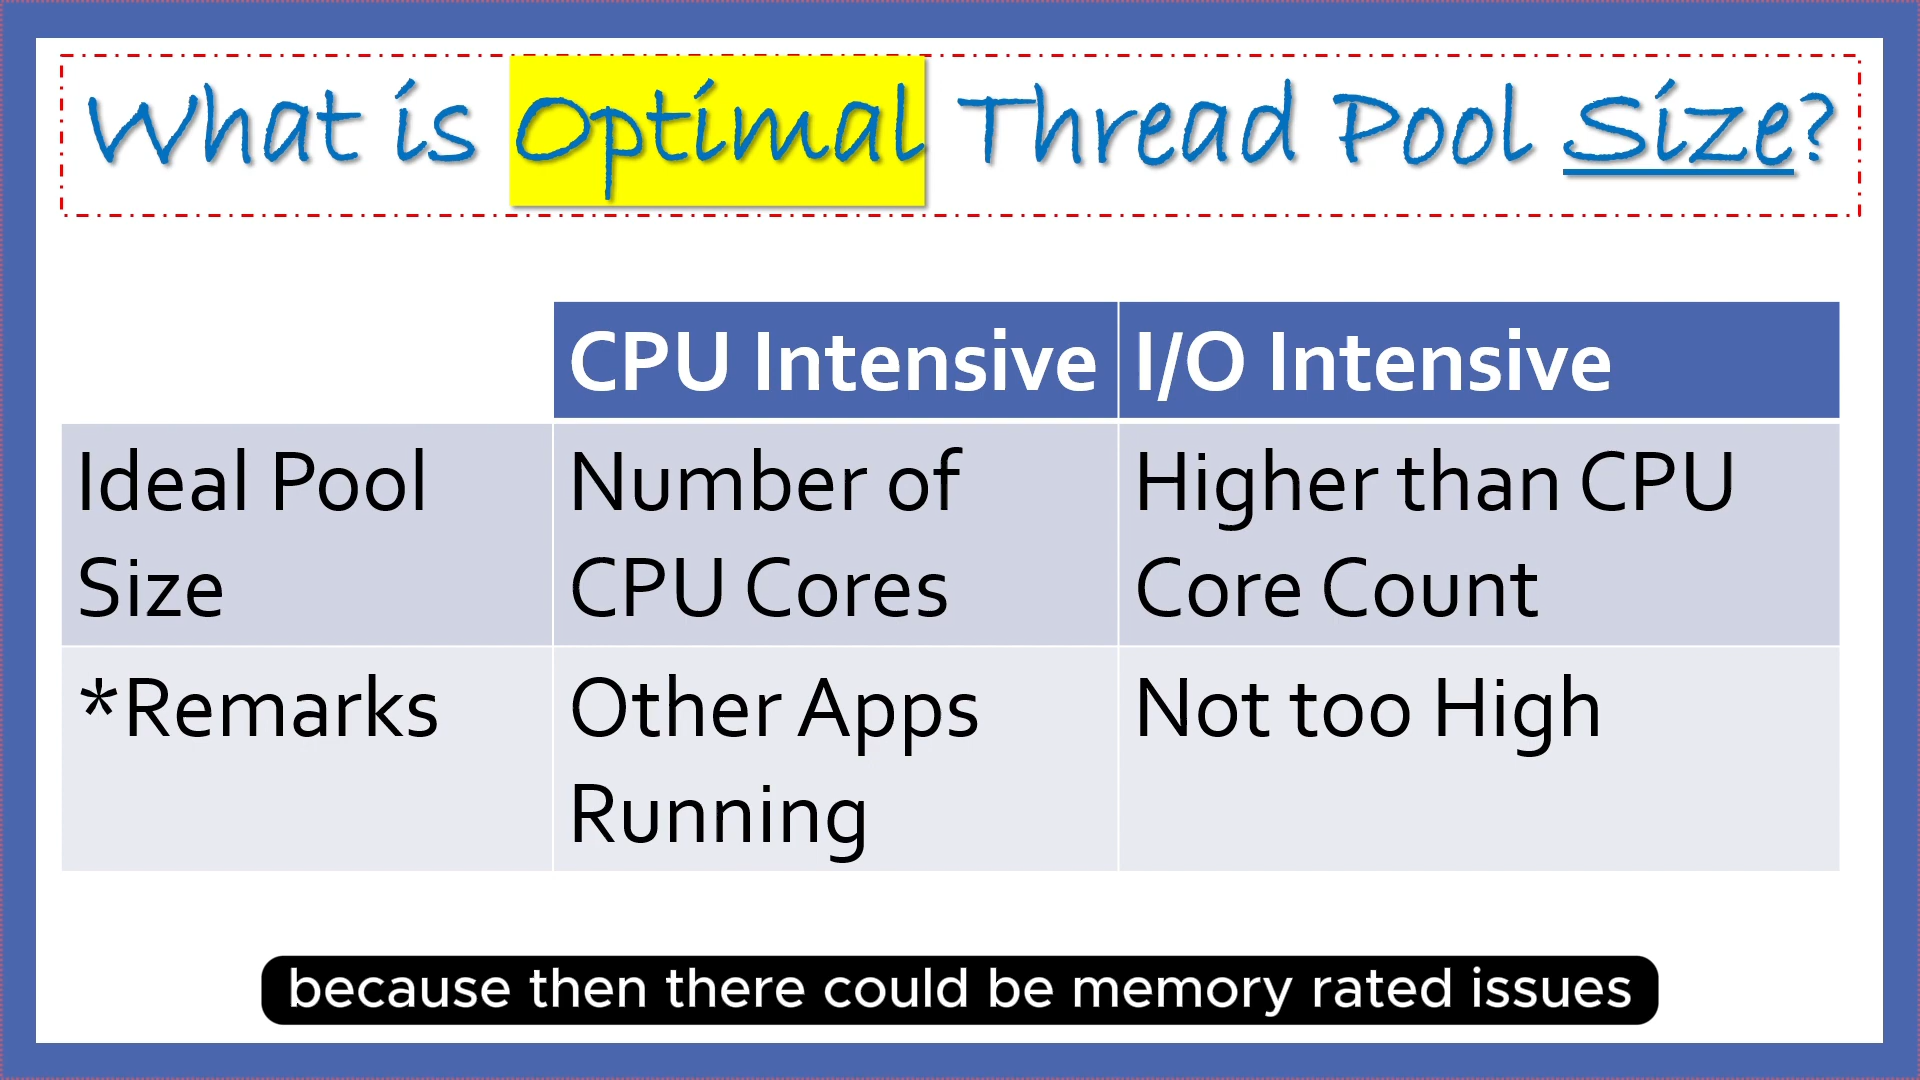 What is Optimal Thread Pool Size?
CPU Intensive
I/O Intensive
Ideal Pool
Size
Number of
CPU Cores
Higher than CPU
Core Count
*Remarks
Other Apps
Running
Not too High
because then there could be memory rated issues